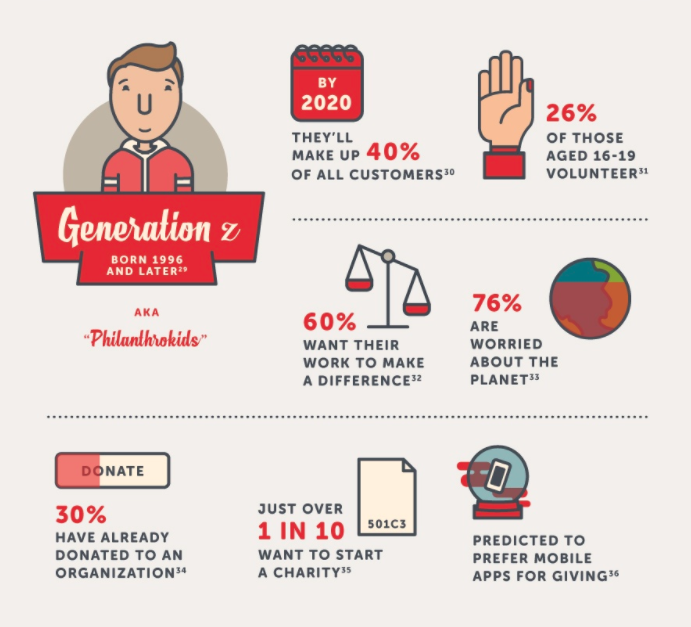 Generation z
BORN 1996
AND LATER²⁹
AKA
"Philanthrokids"
BY
2020
THEY'LL
MAKE UP 40%
OF ALL CUSTOMERS³⁰
26%
OF THOSE
AGED 16-19
VOLUNTEER³¹
60%
WANT THEIR
WORK TO MAKE
A DIFFERENCE³²
76%
ARE
WORRIED
ABOUT THE
PLANET³³
DONATE
30%
HAVE ALREADY
DONATED TO AN
ORGANIZATION³⁴
JUST OVER
1 IN 10
WANT TO START
A CHARITY³⁵
501C3
PREDICTED TO
PREFER MOBILE
APPS FOR GIVING³⁶